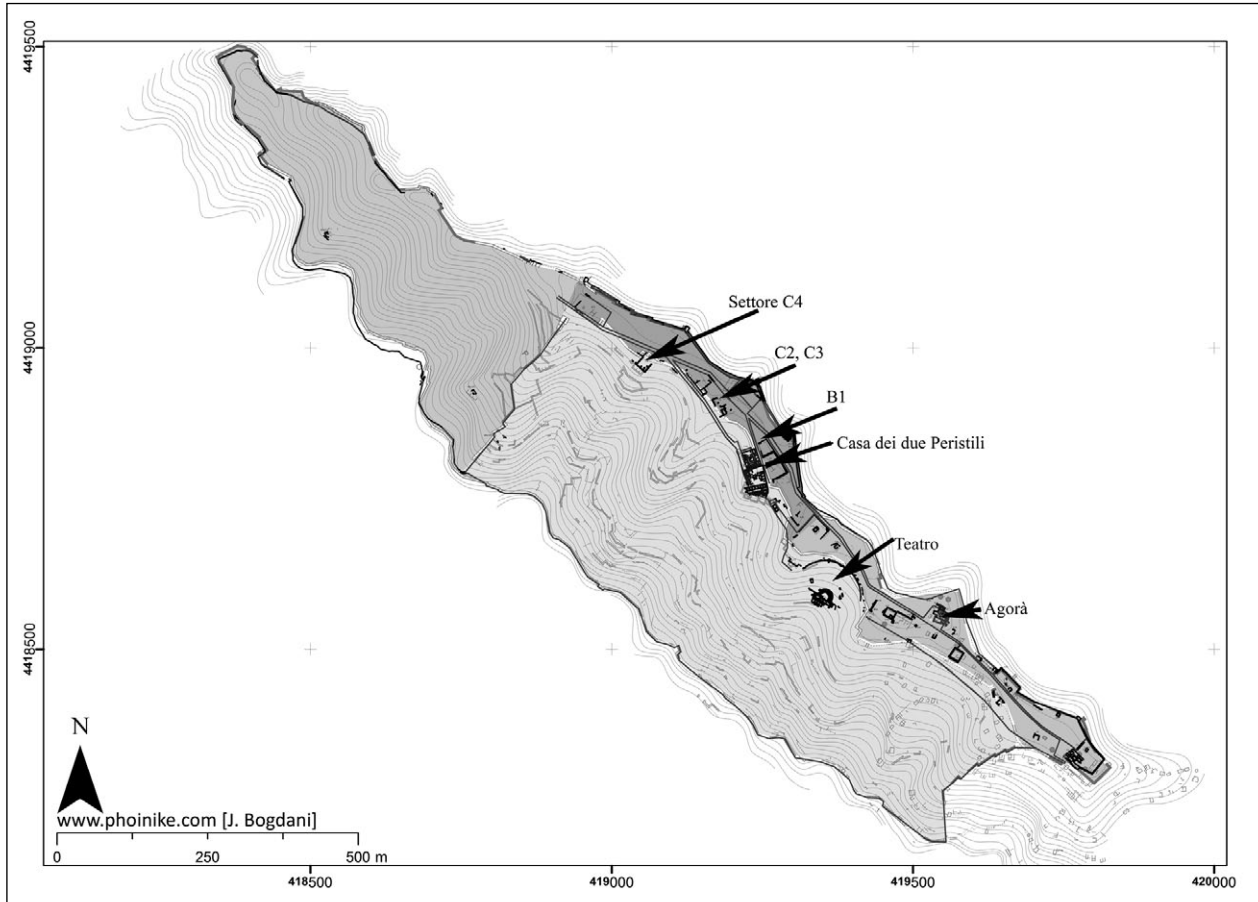 4419500
Settore C4
4419000
C2, C3
B1
Casa dei due Peristili
Teatro
Agorà
4418500
N
www.phoinike.com [J. Bogdani]
0 250 500 m
418500 419000 419500 420000